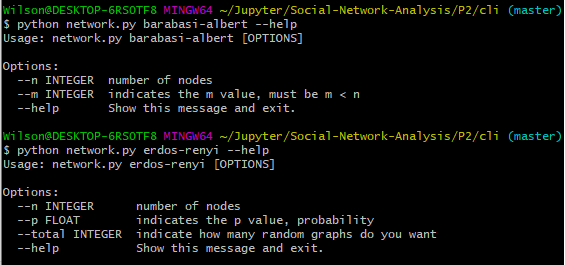 Wilson@DESKTOP-6RSOTF8 MINGW64 ~/Jupyter/Social-Network-Analysis/P2/cli (master)
$ python network.py barabasi-albert --help
Usage: network.py barabasi-albert [OPTIONS]
Options:
--n INTEGER number of nodes
--m INTEGER indicates the m value, must be m < n
--help Show this message and exit.
Wilson@DESKTOP-6RSOTF8 MINGW64 ~/Jupyter/Social-Network-Analysis/P2/cli (master)
$ python network.py erdos-renyi --help
Usage: network.py erdos-renyi [OPTIONS]
Options:
--n INTEGER number of nodes
--p FLOAT indicates the p value, probability
--total INTEGER indicate how many random graphs do you want
--help Show this message and exit.